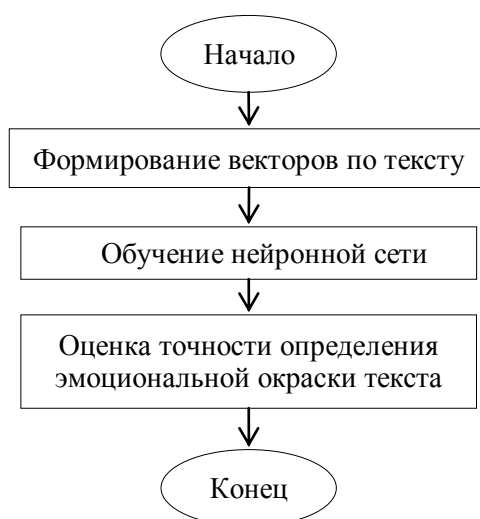 Начало
Формирование векторов по тексту
Обучение нейронной сети
Оценка точности определения
эмоциональной окраски текста
Конец